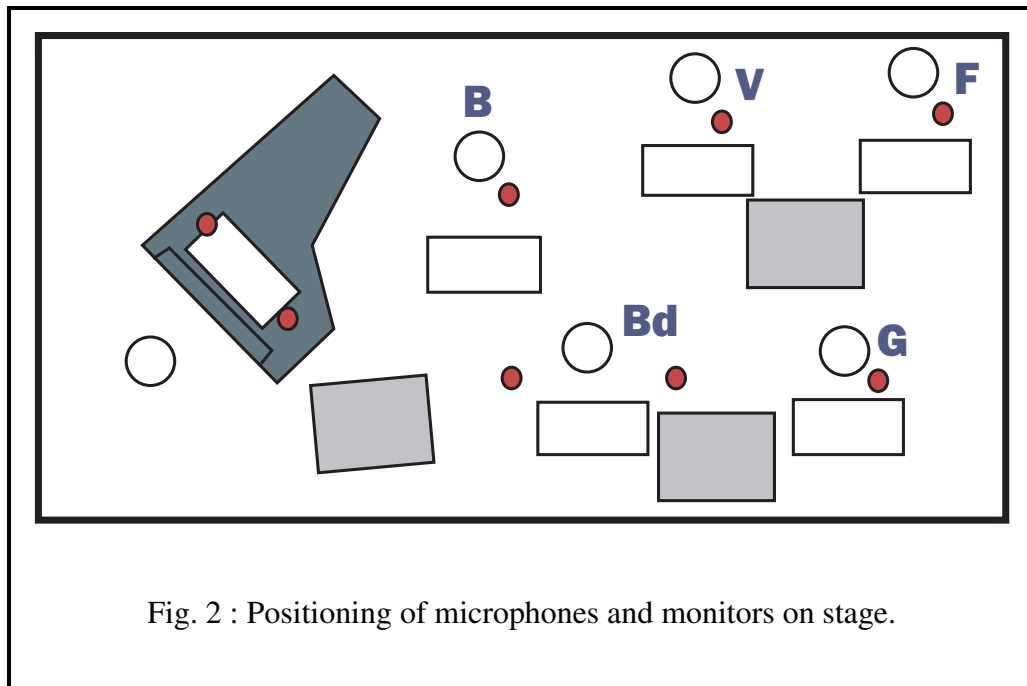 V
F
B
Bd
G
Fig. 2 : Positioning of microphones and monitors on stage.